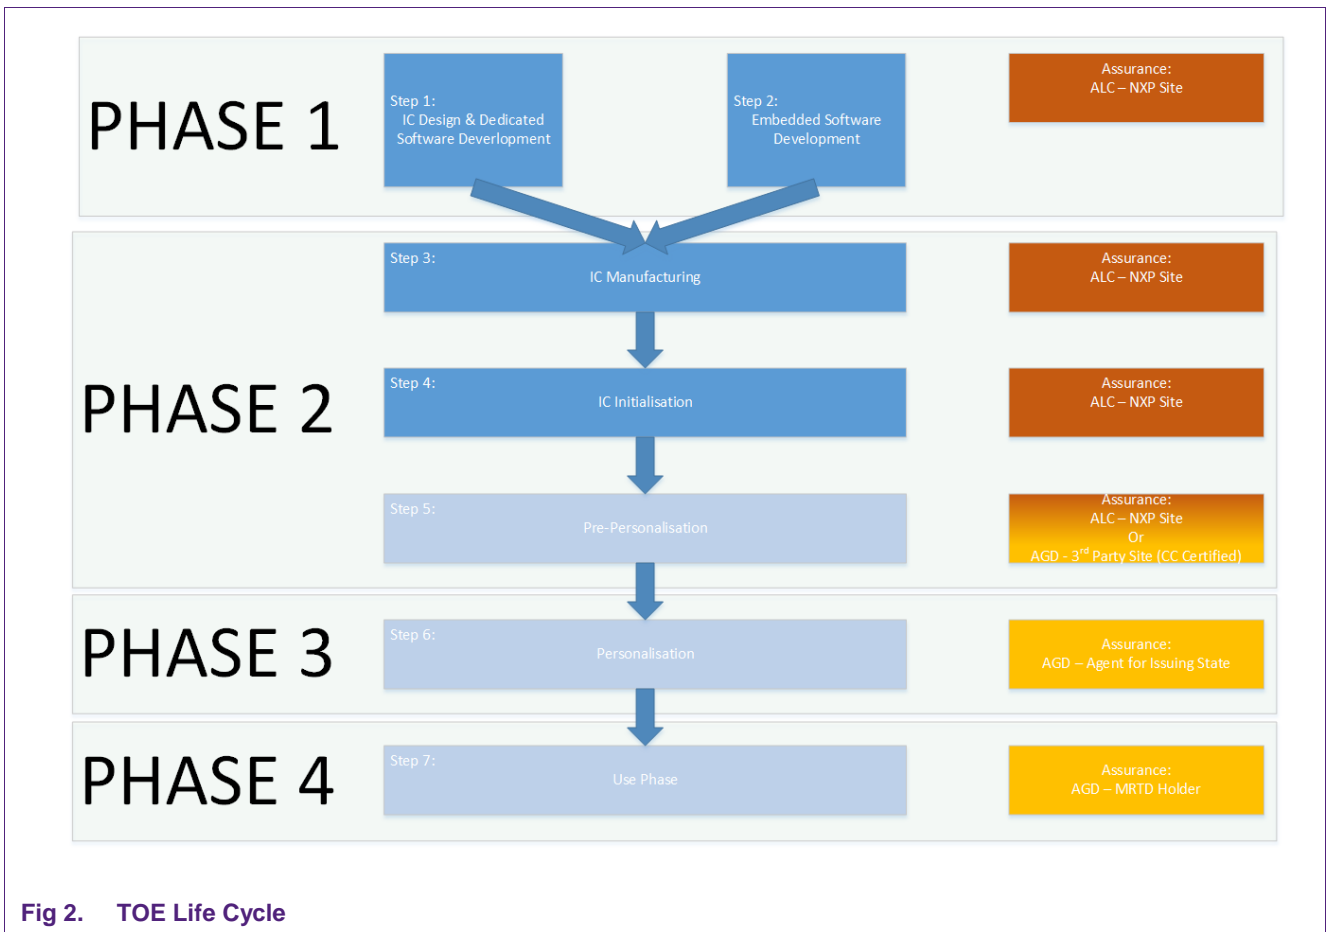 PHASE 1
Step 1:
IC Design & Dedicated
Software Deverlopment
Step 2:
Embedded Software
Development
Assurance:
ALC – NXP Site
PHASE 2
Step 3:
IC Manufacturing
Assurance:
ALC – NXP Site
Step 4:
IC Initialisation
Assurance:
ALC – NXP Site
Step 5:
Pre-Personalisation
Assurance:
ALC – NXP Site
Or
AGD - 3rd Party Site (CC Certified)
PHASE 3
Step 6:
Personalisation
Assurance:
AGD – Agent for Issuing State
PHASE 4
Step 7:
Use Phase
Assurance:
AGD – MRTD Holder
Fig 2. TOE Life Cycle